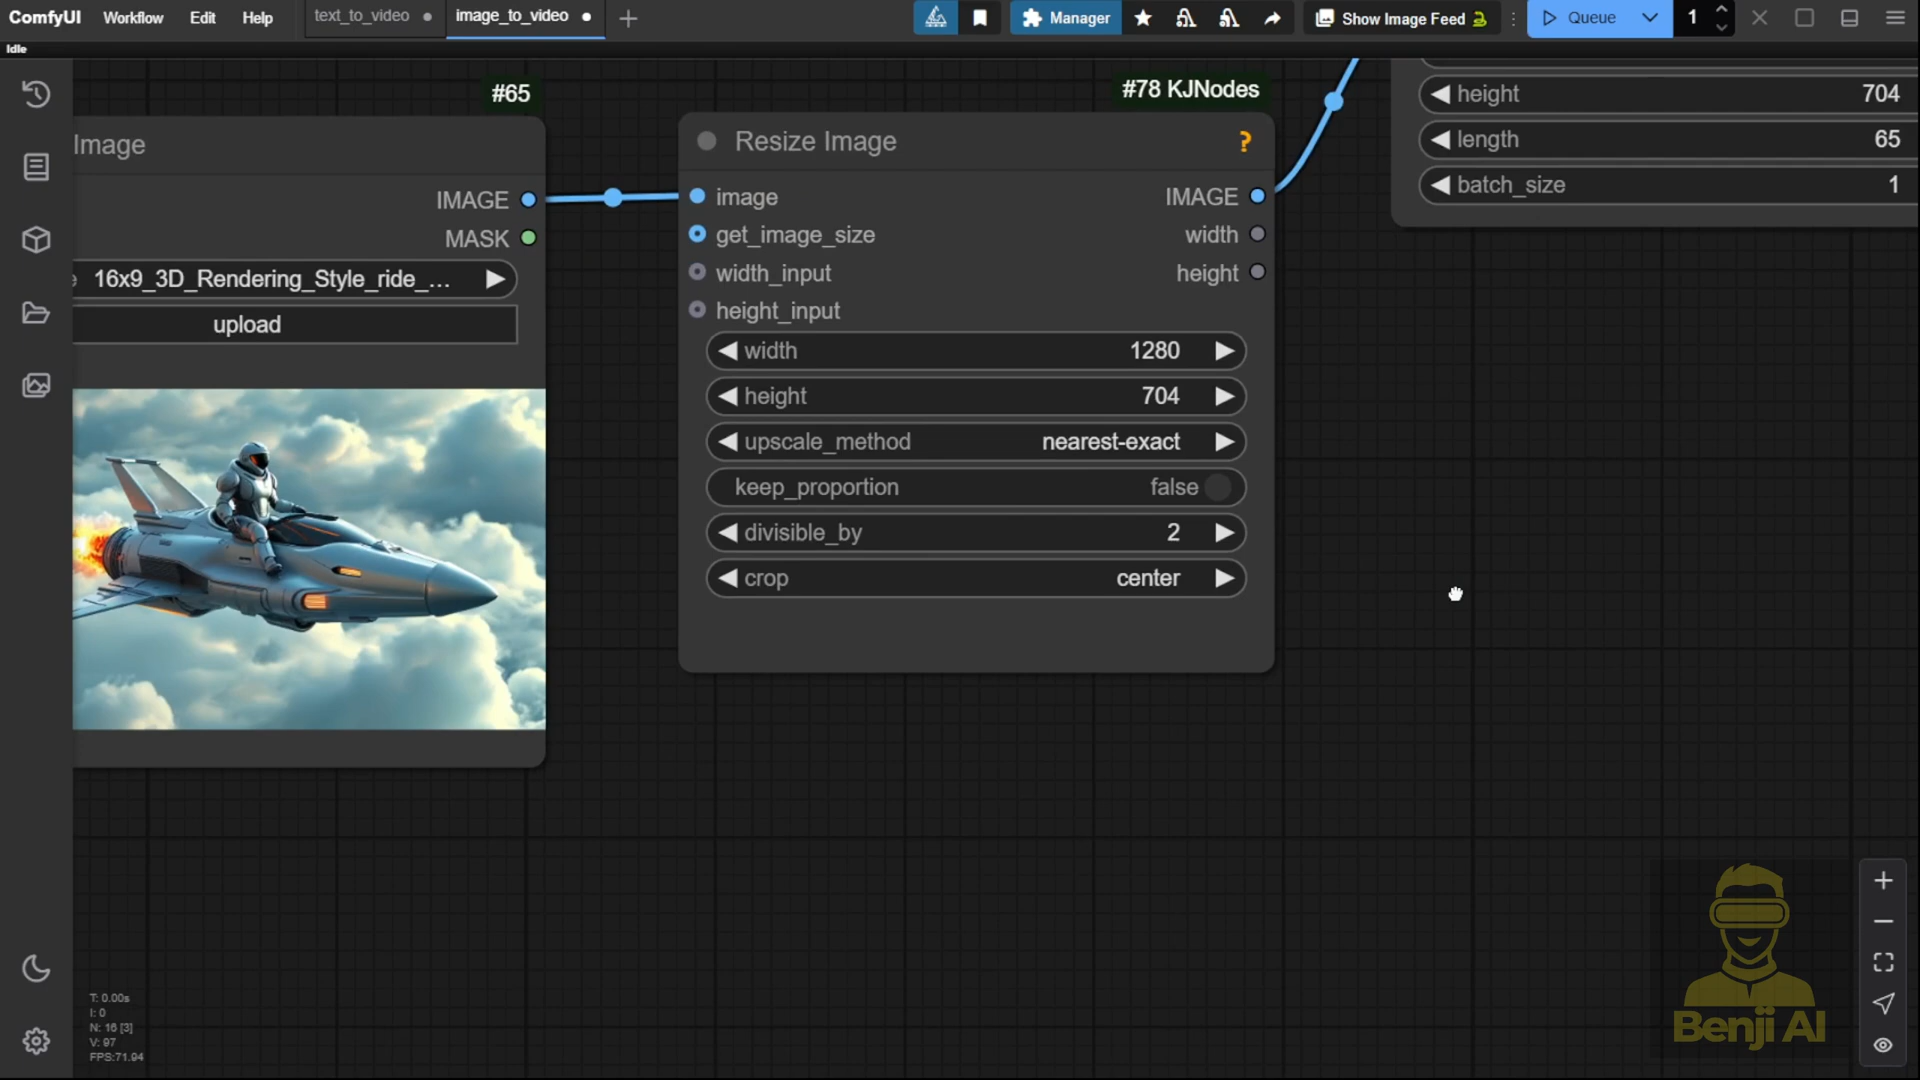 ComfyUI Workflow Edit Help text_to_video image_to_video Manager Show Image Feed Queue 1
Idle
#65
Image
IMAGE
MASK
16x9_3D_Rendering_Style_ride_...
upload
#78 KJNodes
Resize Image ?
image IMAGE
get_image_size width
width_input height
height_input
width 1280
height 704
upscale_method nearest-exact
keep_proportion false
divisible_by 2
crop center
height 704
length 65
batch_size 1
T: 0.00s
I: 0
N: 16 [3]
V: 97
FPS:71.94
Benji AI